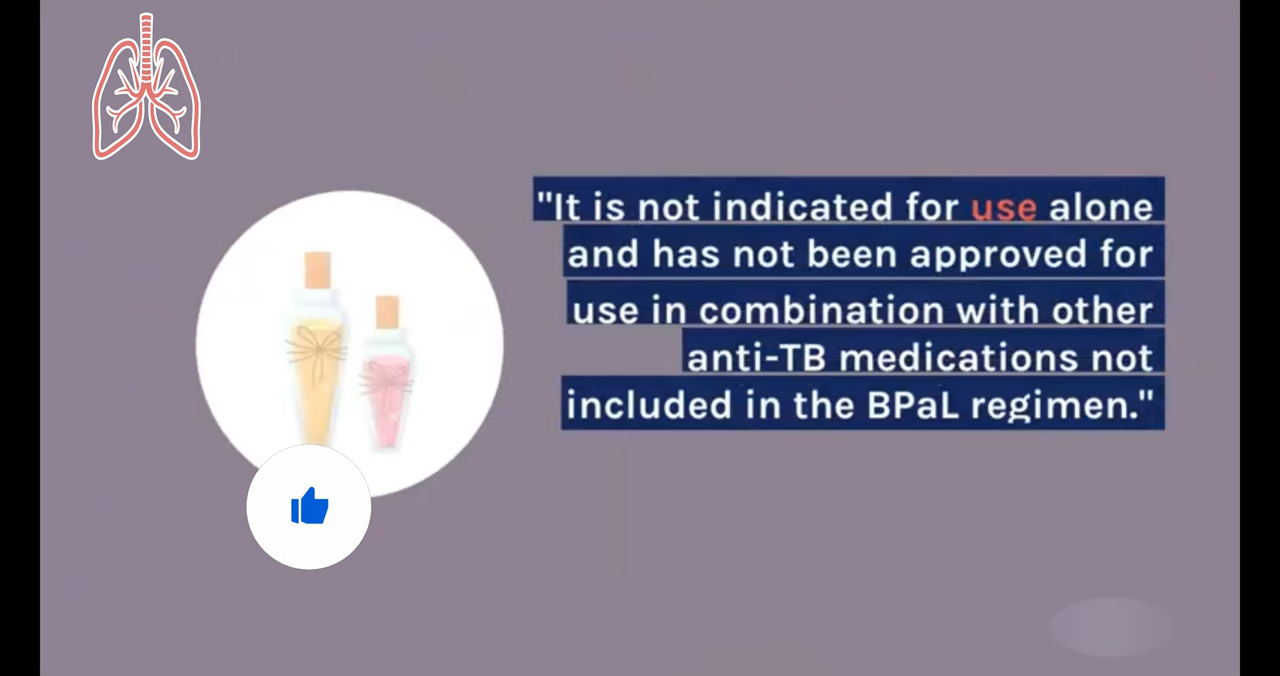 "It is not indicated for use alone
and has not been approved for
use in combination with other
anti-TB medications not
included in the BPaL regimen."